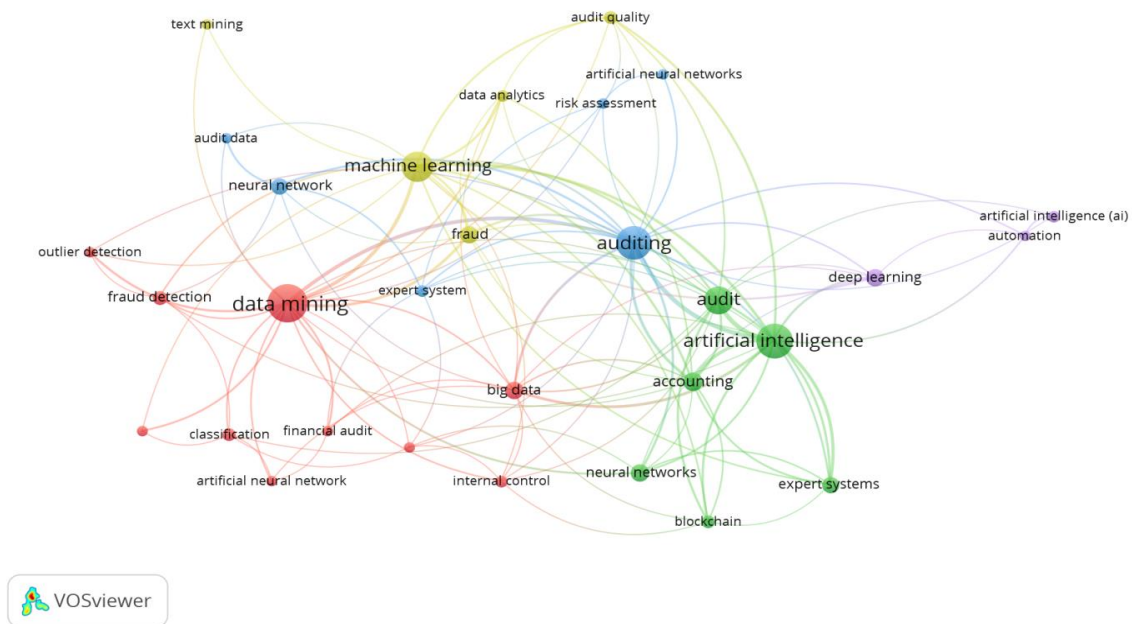 text mining
audit quality
artificial neural networks
data analytics
risk assessment
audit data
machine learning
neural network
artificial intelligence (ai)
fraud
automation
auditing
outlier detection
deep learning
expert system
fraud detection
data mining
audit
artificial intelligence
accounting
big data
classification
financial audit
neural networks
artificial neural network
internal control
expert systems
blockchain
VOSviewer